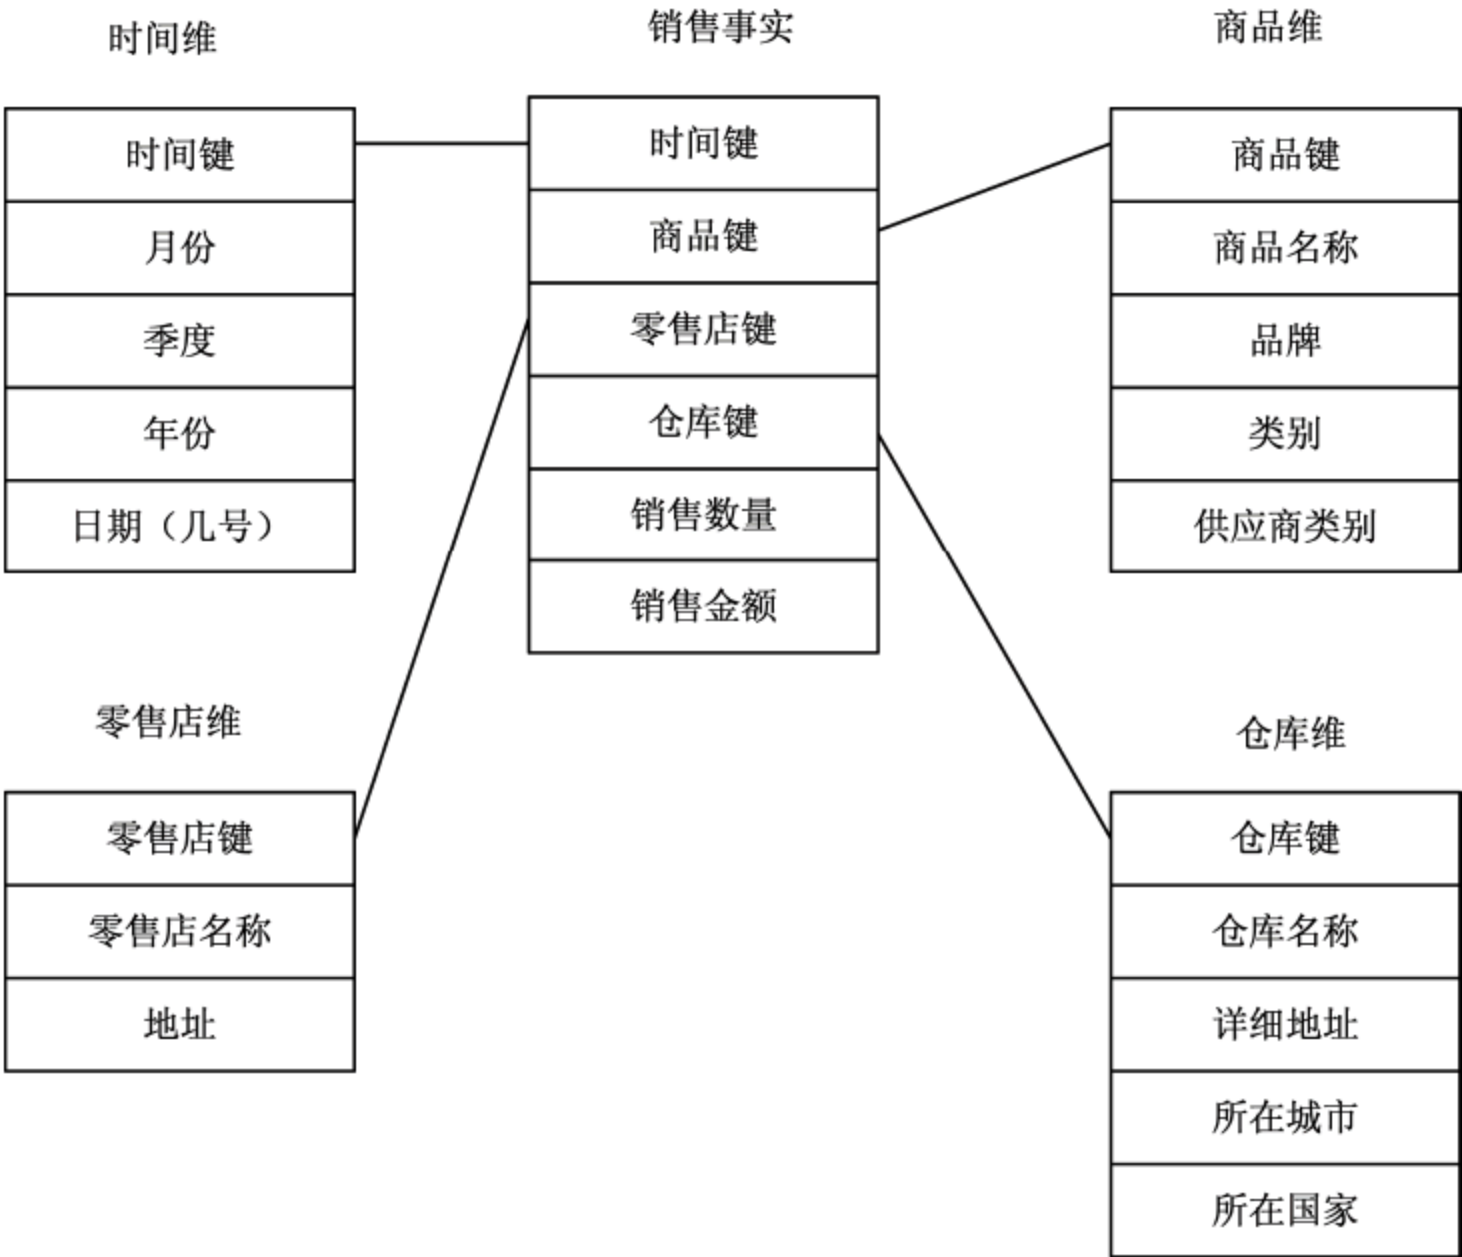 时间维
时间键
月份
季度
年份
日期（几号）
销售事实
时间键
商品键
零售店键
仓库键
销售数量
销售金额
商品维
商品键
商品名称
品牌
类别
供应商类别
零售店维
零售店键
零售店名称
地址
仓库维
仓库键
仓库名称
详细地址
所在城市
所在国家